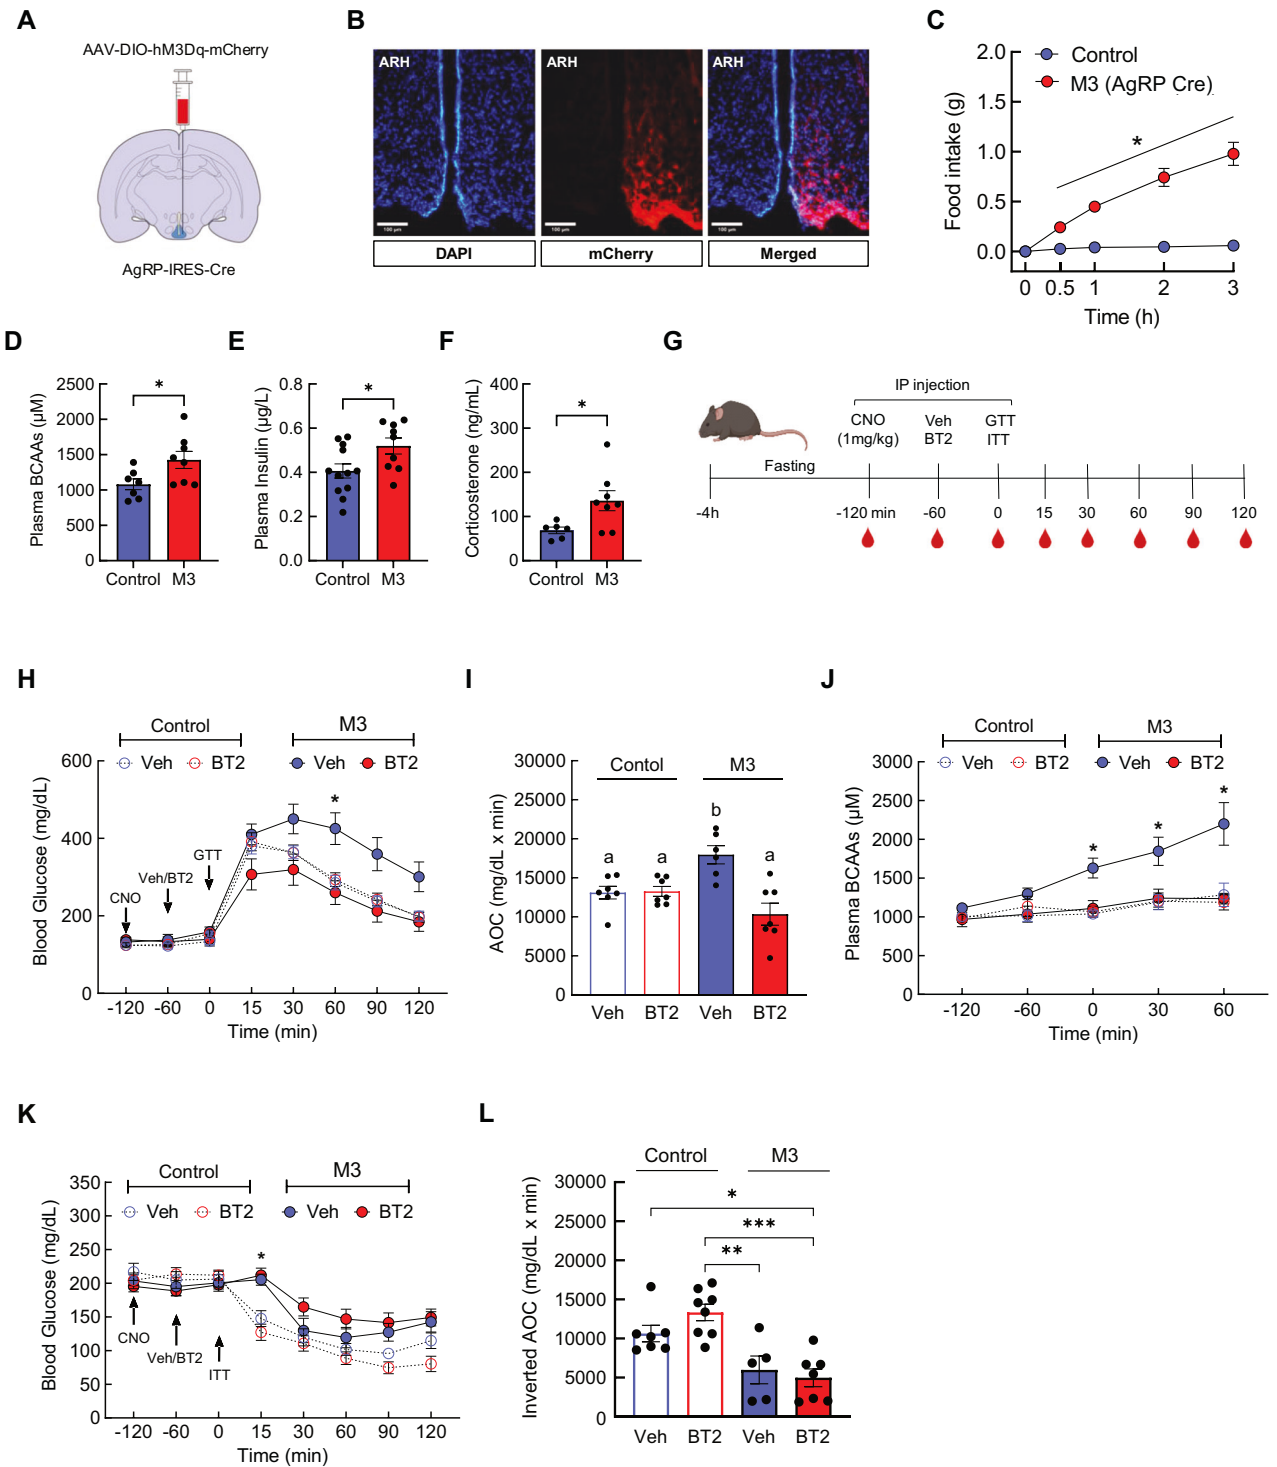 A
AAV-DIO-hM3Dq-mCherry
AgRP-IRES-Cre
B
ARH
ARH
ARH
100 µm
100 µm
100 µm
DAPI
mCherry
Merged
C
Food intake (g)
2.0
1.5
1.0
0.5
0.0
Control
M3 (AgRP Cre)
*
0 0.5 1 2 3
Time (h)
D
Plasma BCAAs (µM)
2500
2000
1500
1000
500
0
*
Control M3
E
Plasma Insulin (µg/L)
0.8
0.6
0.4
0.2
0.0
*
Control M3
F
Corticosterone (ng/mL)
400
300
200
100
0
*
Control M3
G
IP injection
CNO Veh GTT
(1mg/kg) BT2 ITT
Fasting
-4h -120 min -60 0 15 30 60 90 120
H
Control M3
Veh BT2 Veh BT2
Blood Glucose (mg/dL)
600
400
200
0
CNO
Veh/BT2
GTT
*
-120 -60 0 15 30 60 90 120
Time (min)
I
AOC (mg/dL x min)
30000
25000
20000
15000
10000
5000
0
Contol M3
a a b a
Veh BT2 Veh BT2
J
Control M3
Veh BT2 Veh BT2
Plasma BCAAs (µM)
3000
2500
2000
1500
1000
500
0
* * *
-120 -60 0 30 60
Time (min)
K
Control M3
Veh BT2 Veh BT2
Blood Glucose (mg/dL)
350
300
250
200
150
100
50
0
*
CNO
Veh/BT2
ITT
-120 -60 0 15 30 60 90 120
Time (min)
L
Control M3
Inverted AOC (mg/dL x min)
30000
25000
20000
15000
10000
5000
0
*
***
**
Veh BT2 Veh BT2